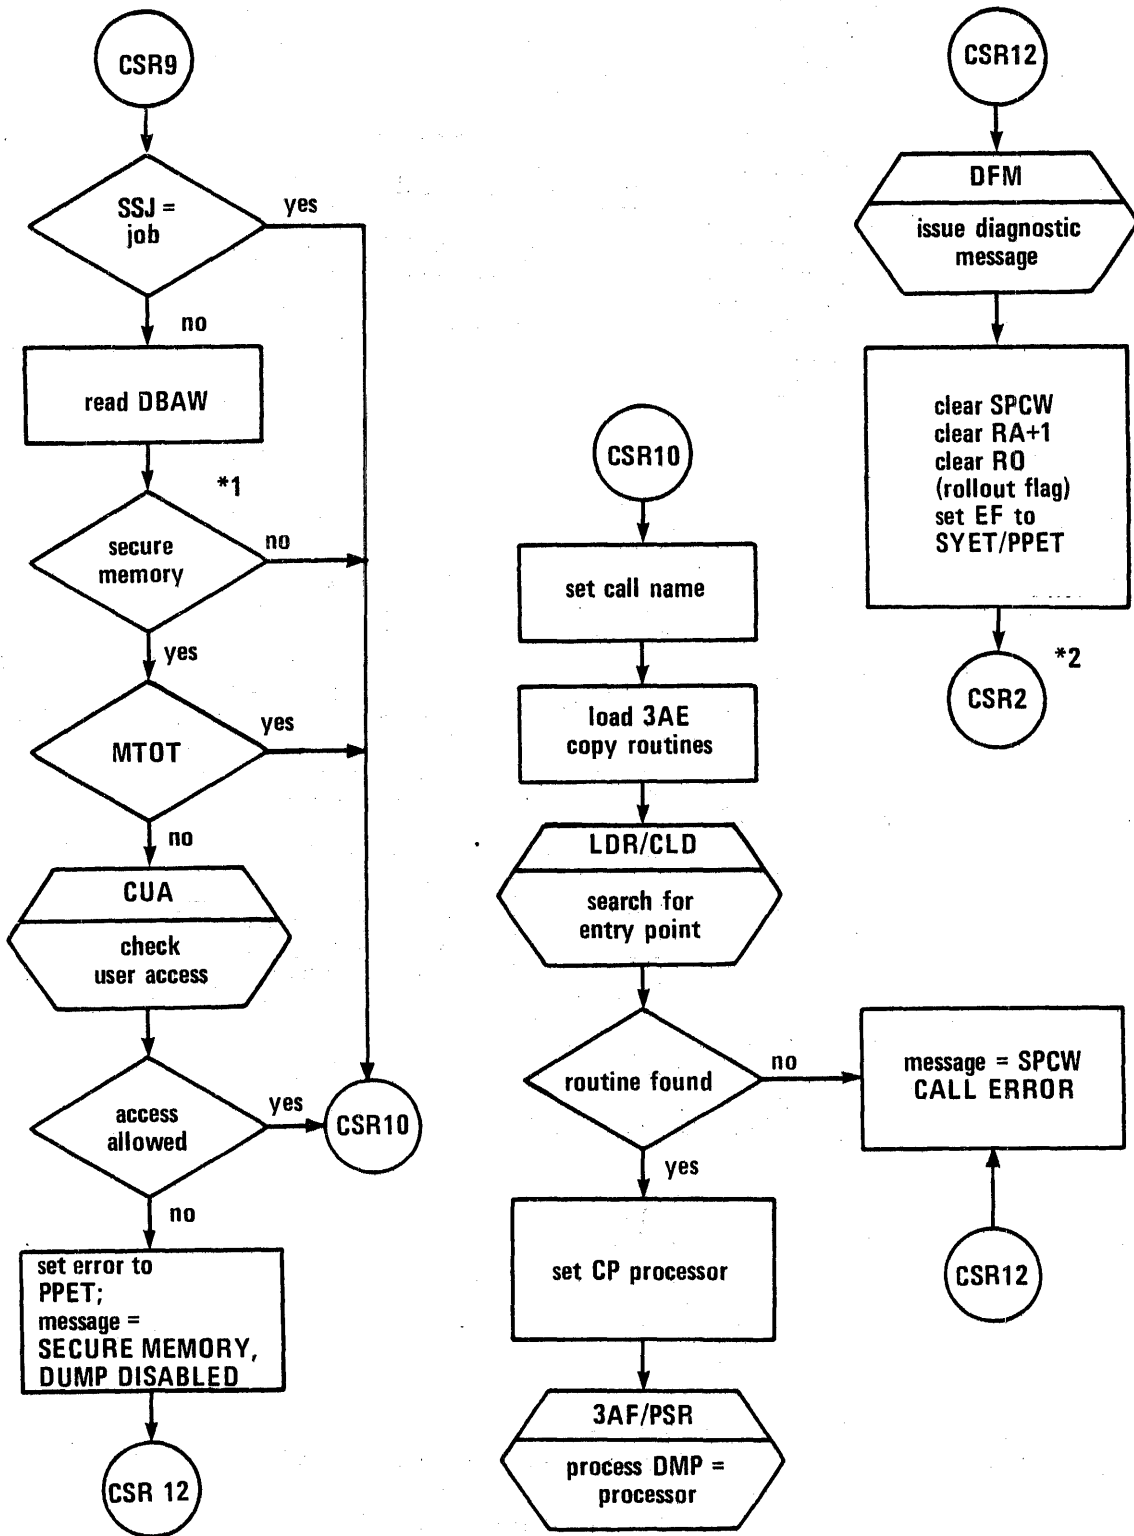 CSR9
SSJ =
job
yes
no
read DBAW
*1
secure
memory
no
yes
MTOT
yes
no
CUA
check
user access
access
allowed
yes
CSR10
no
set error to
PPET;
message =
SECURE MEMORY,
DUMP DISABLED
CSR 12
CSR10
set call name
load 3AE
copy routines
LDR/CLD
search for
entry point
routine found
no
message = SPCW
CALL ERROR
CSR12
yes
set CP processor
3AF/PSR
process DMP =
processor
CSR12
DFM
issue diagnostic
message
clear SPCW
clear RA+1
clear RO
(rollout flag)
set EF to
SYET/PPET
*2
CSR2